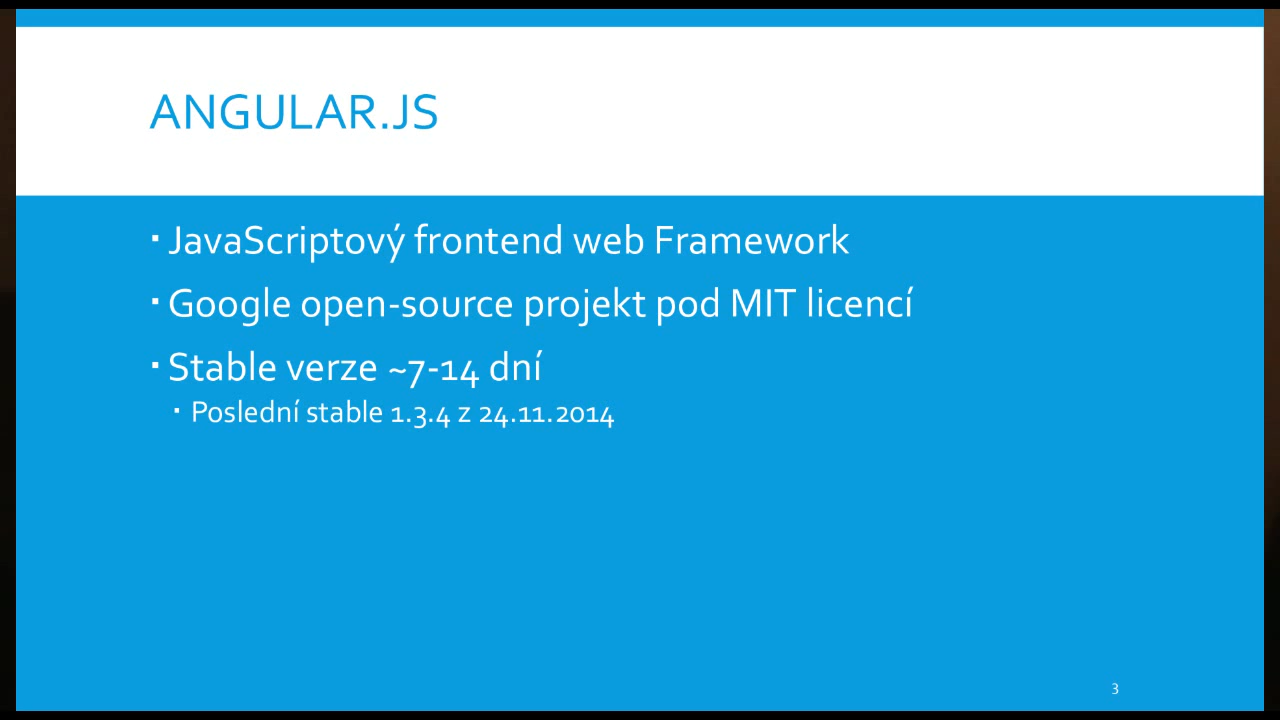 ANGULAR.JS
▪ JavaScriptový frontend web Framework
▪ Google open-source projekt pod MIT licencí
▪ Stable verze ~7-14 dní
▪ Poslední stable 1.3.4 z 24.11.2014
3